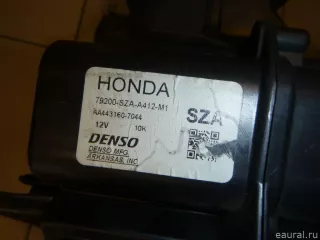 HONDA
79200-SZA-A412-M1
AA443160-7044
SZA
12V 10K
DENSO
DENSO MFG.
ARKANSAS, INC.
eaural.ru